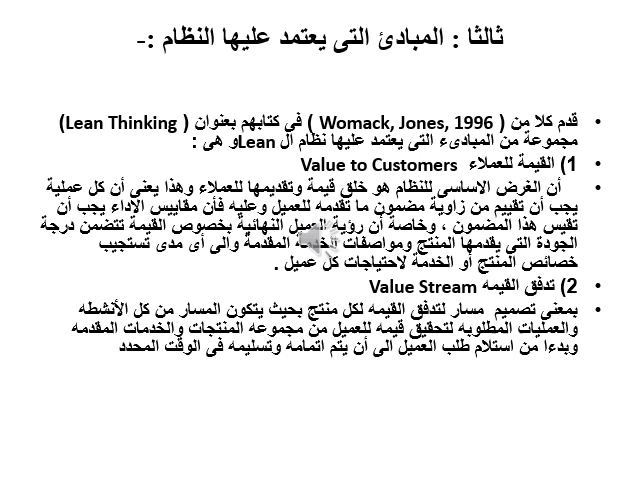 ثالثا : المبادئ التى يعتمد عليها النظام :-
• قدم كلا من ( Womack, Jones, 1996 ) فى كتابهم بعنوان ( Lean Thinking)
مجموعة من المبادىء التى يعتمد عليها نظام ال Leanو هى :
• 1) القيمة للعملاء Value to Customers
• أن الغرض الاساسى للنظام هو خلق قيمة وتقديمها للعملاء وهذا يعنى أن كل عملية
يجب أن تقييم من زاوية مضمون ما تقدمه للعميل وعليه فأن مقاييس الاداء يجب أن
تقيس هذا المضمون ، وخاصة أن رؤية العميل النهائية بخصوص القيمة تتضمن درجة
الجودة التى يقدمها المنتج ومواصفات الخدمة المقدمة والى أى مدى تستجيب
خصائص المنتج أو الخدمة لاحتياجات كل عميل .
• 2) تدفق القيمه Value Stream
• بمعنى تصميم مسار لتدفق القيمه لكل منتج بحيث يتكون المسار من كل الأنشطه
والعمليات المطلوبه لتحقيق قيمه للعميل من مجموعه المنتجات والخدمات المقدمه
وبدءا من استلام طلب العميل الى أن يتم اتمامه وتسليمه فى الوقت المحدد